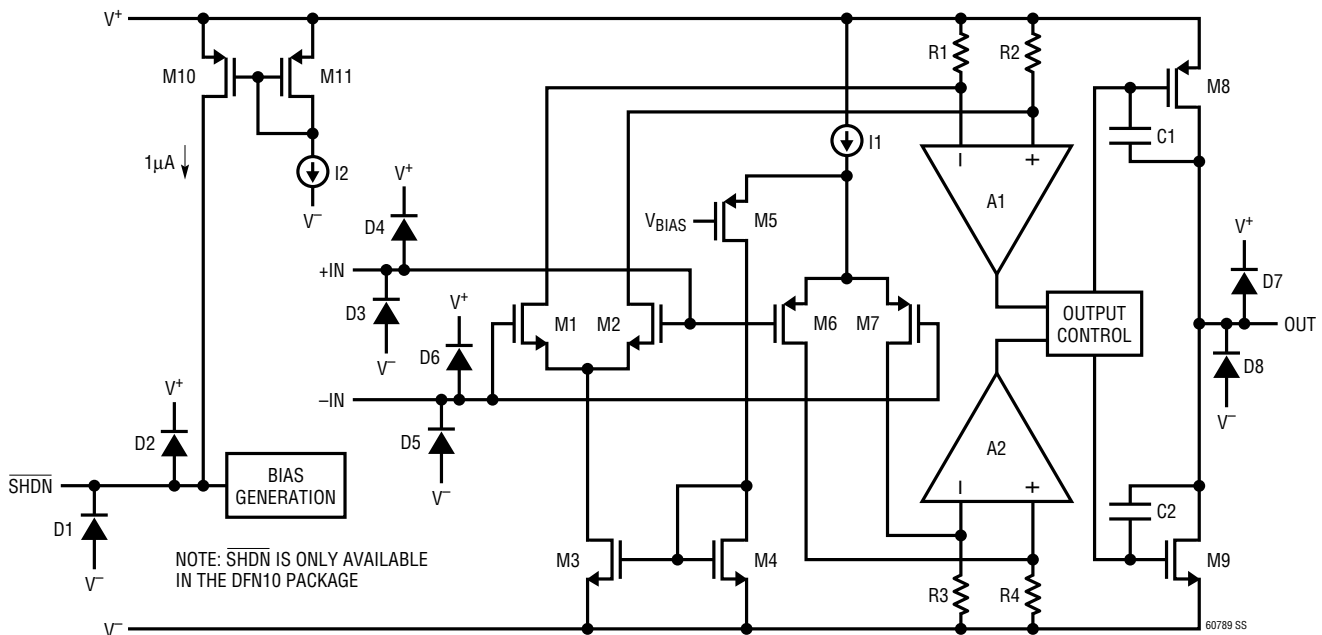 V+
R1
R2
M10
M11
M8
I1
C1
1µA
I2
V+
V–
D4
VBIAS
M5
A1
V+
+IN
D7
D3
V+
M1
M2
M6
M7
OUTPUT
CONTROL
OUT
V–
D6
D8
V+
–IN
V–
D2
D5
A2
SHDN
BIAS
GENERATION
V–
C2
D1
NOTE: SHDN IS ONLY AVAILABLE
IN THE DFN10 PACKAGE
M3
M4
M9
V–
R3
R4
V–
60789 SS